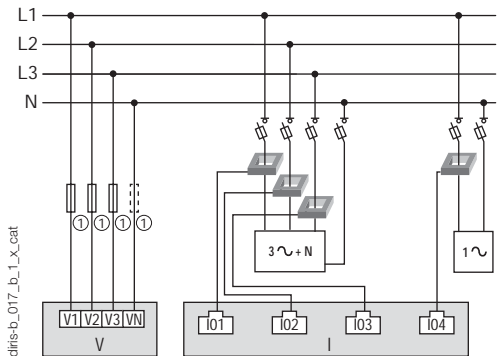 L1
L2
L3
N
1 1 1 1
3 ~ + N
1 ~
V1 V2 V3 VN
V
I01 I02 I03 I04
I
diris-b_017_b_1_x_cat